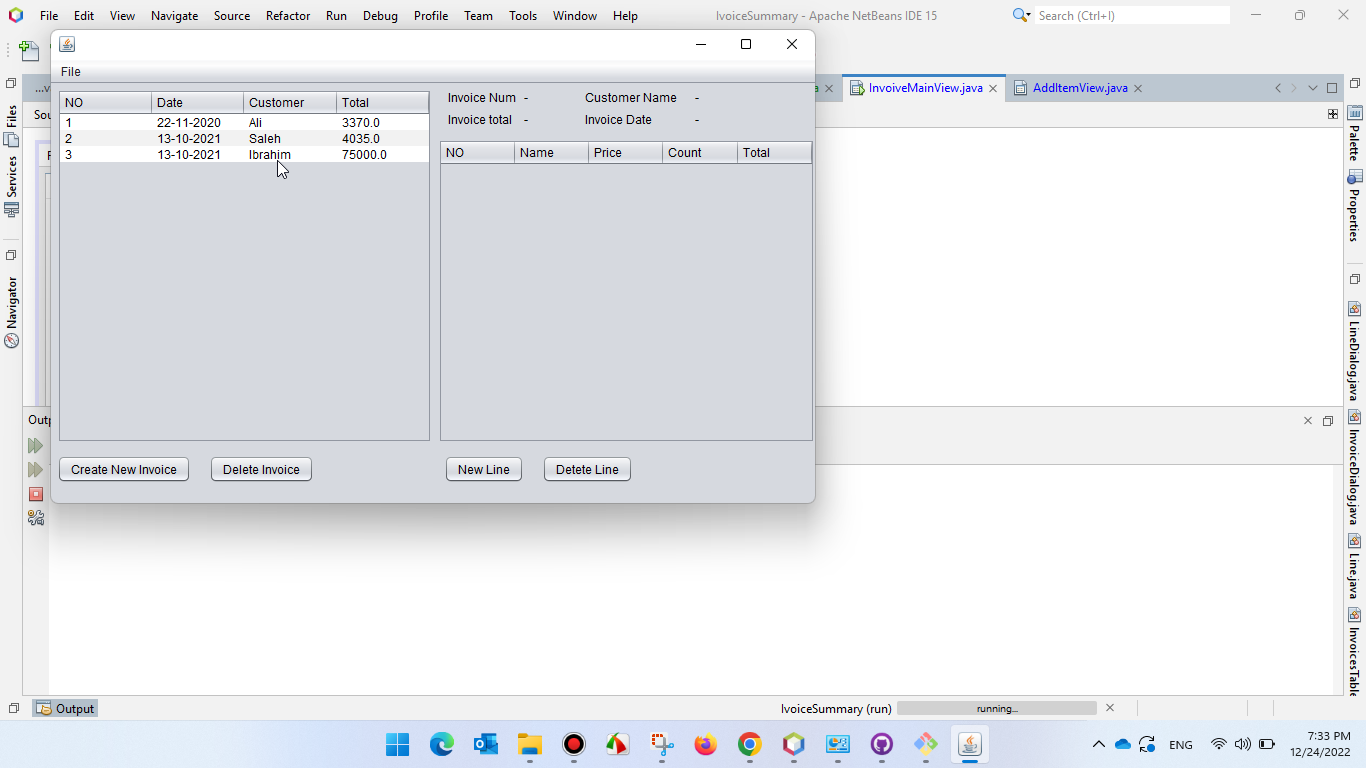 File Edit View Navigate Source Refactor Run Debug Profile Team Tools Window Help IvoiceSummary - Apache NetBeans IDE 15 Search (Ctrl+I)
File
...v InvoiveMainView.java AddItemView.java
Sou
NO Date Customer Total
1 22-11-2020 Ali 3370.0
2 13-10-2021 Saleh 4035.0
3 13-10-2021 Ibrahim 75000.0
Invoice Num - Customer Name -
Invoice total - Invoice Date -
NO Name Price Count Total
Create New Invoice Delete Invoice New Line Detete Line
Files
Services
Navigator
Outp
Palette
Properties
LineDialog.java
InvoiceDialog.java
Line.java
InvoicesTable
Output IvoiceSummary (run) running...
ENG 7:33 PM
12/24/2022